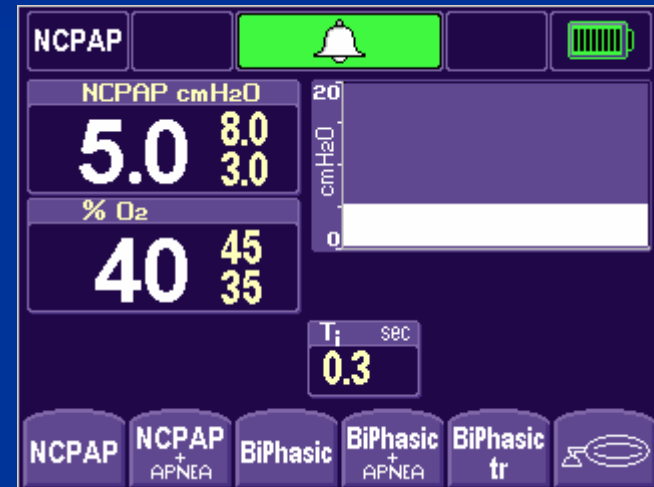 NCPAP
NCPAP cmH₂O
5.0
8.0
3.0
% O₂
40
45
35
20
cmH₂O
0
Tᵢ sec
0.3
NCPAP
NCPAP
+
APNEA
BiPhasic
BiPhasic
+
APNEA
BiPhasic
tr